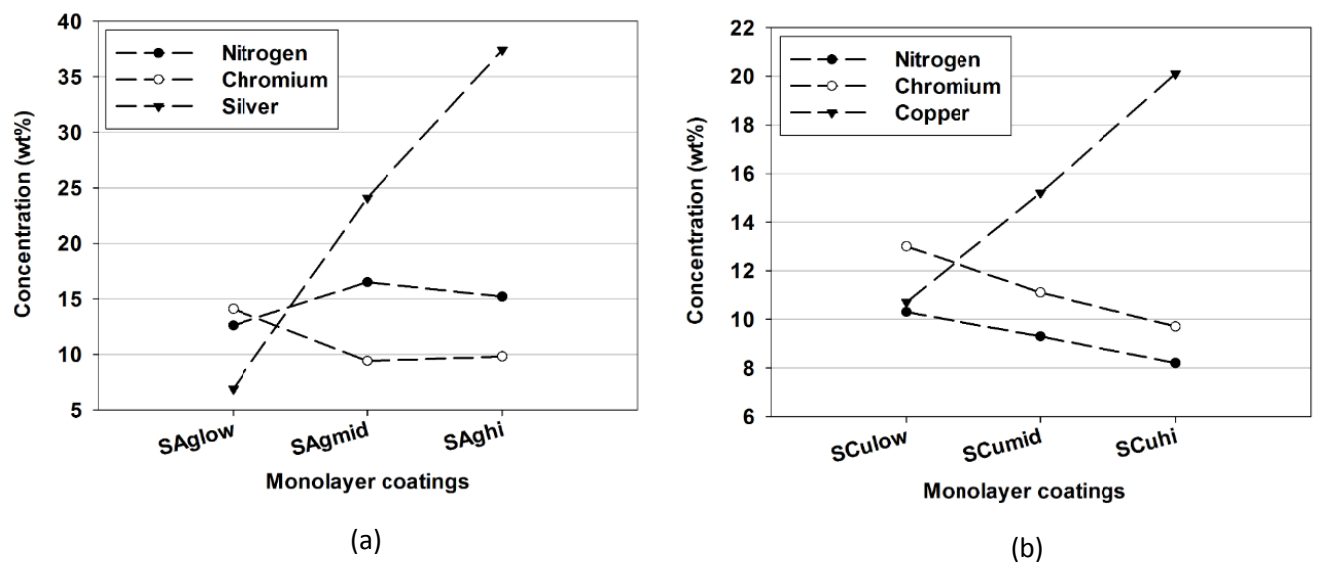 40
35
30
25
20
15
10
5
Concentration (wt%)
Nitrogen
Chromium
Silver
SAglow
SAgmid
SAghi
Monolayer coatings
(a)
22
20
18
16
14
12
10
8
6
Concentration (wt%)
Nitrogen
Chromium
Copper
SCulow
SCumid
SCuhi
Monolayer coatings
(b)